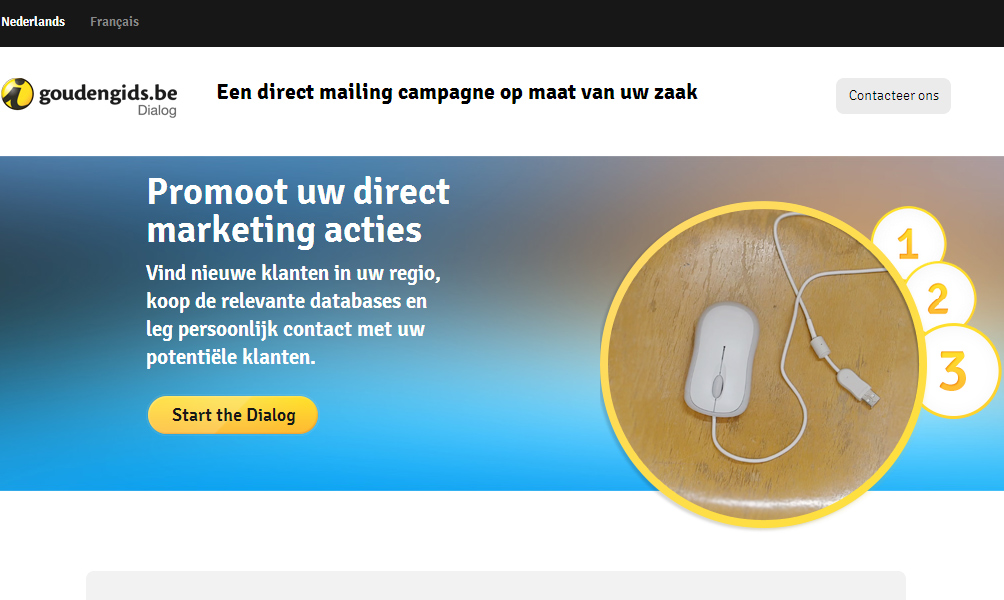 Nederlands Français
goudengids.be
Dialog
Een direct mailing campagne op maat van uw zaak
Contacteer ons
Promoot uw direct
marketing acties
Vind nieuwe klanten in uw regio,
koop de relevante databases en
leg persoonlijk contact met uw
potentiële klanten.
Start the Dialog
1
2
3